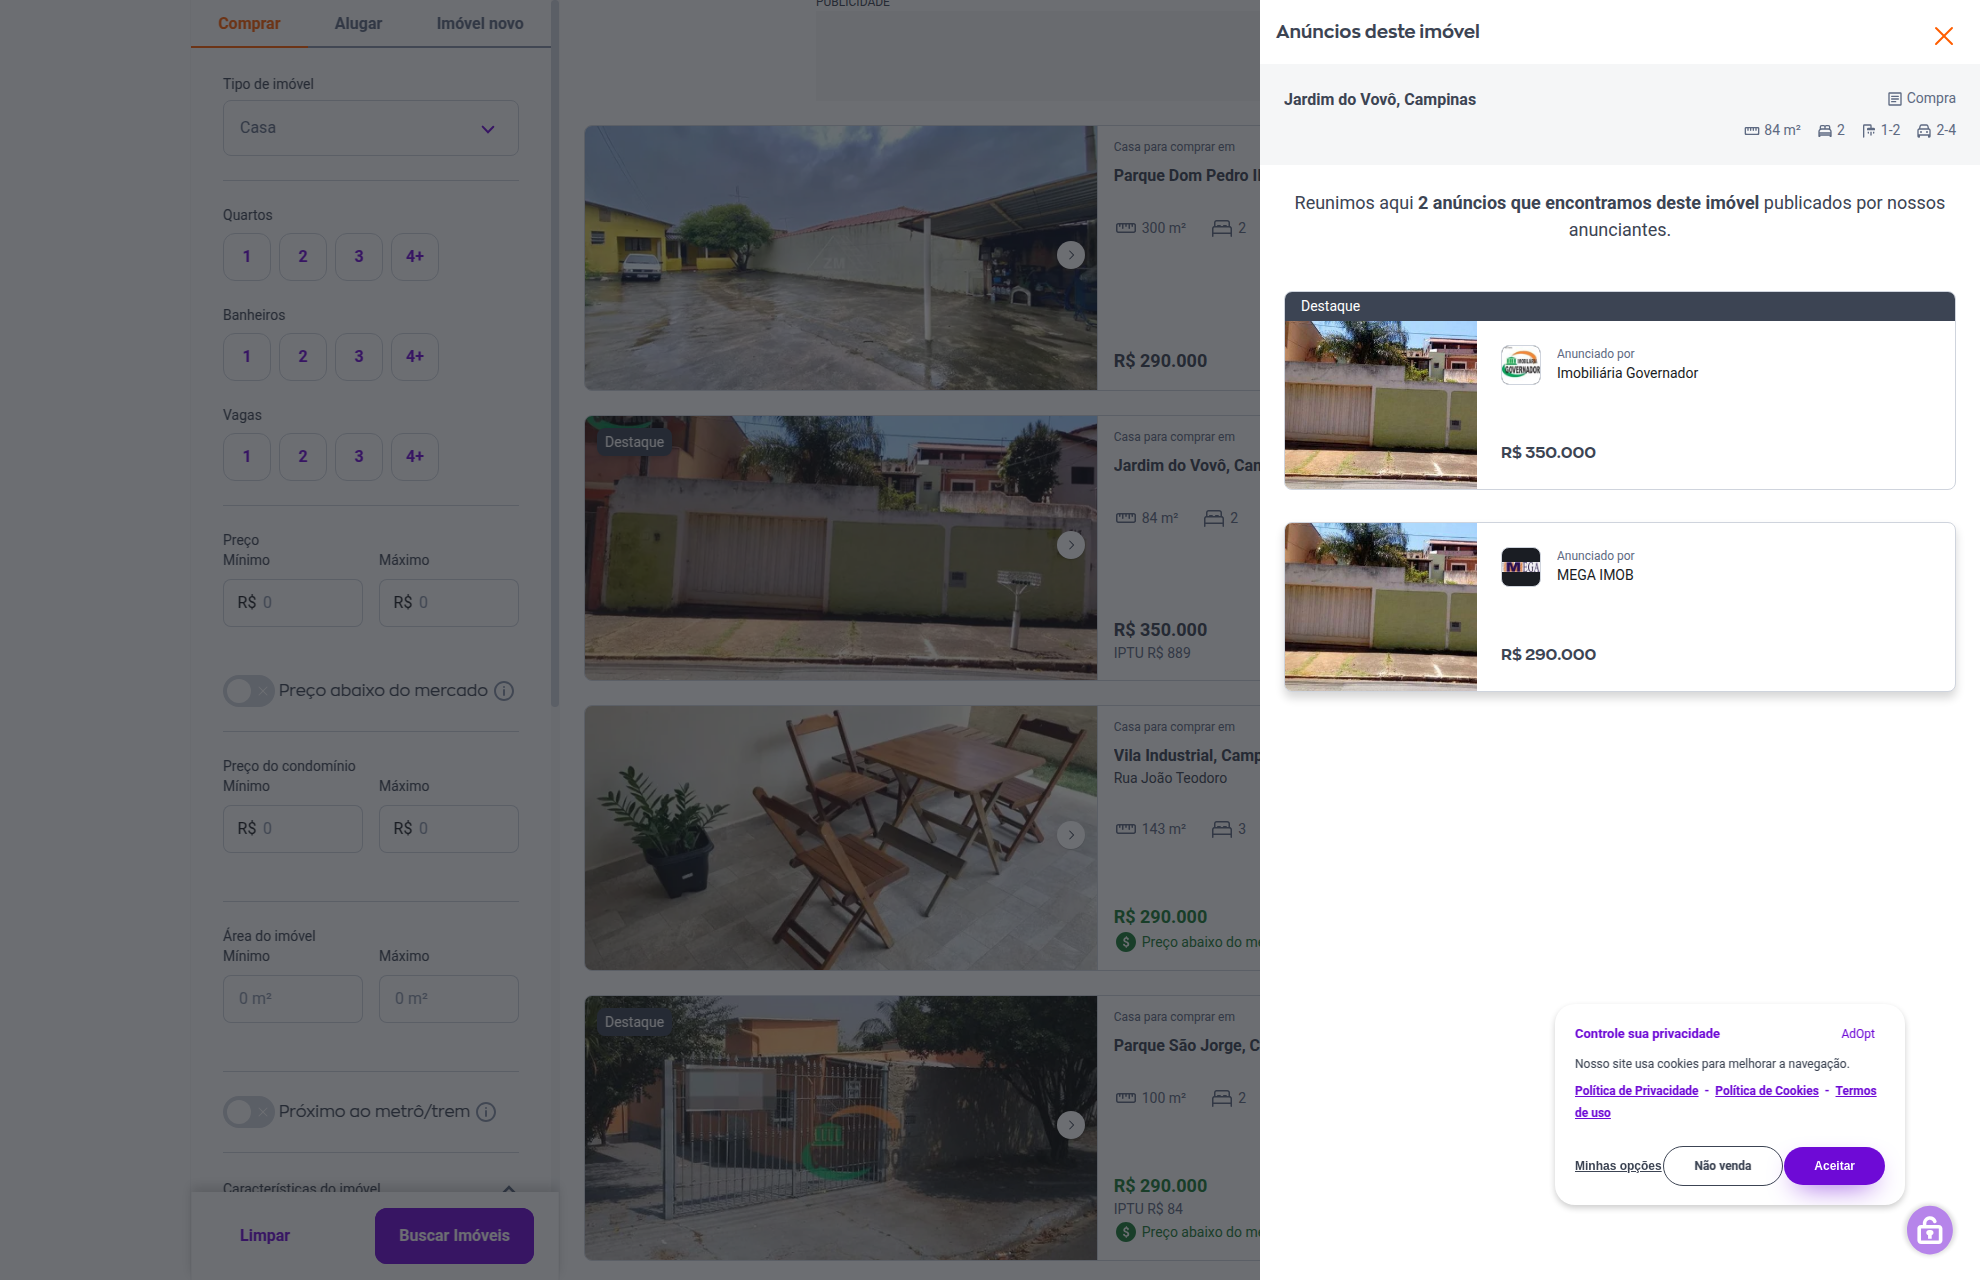 Comprar
Alugar
Imóvel novo
Tipo de imóvel
Casa
Quartos
1
2
3
4+
Banheiros
1
2
3
4+
Vagas
1
2
3
4+
Preço
Mínimo
Máximo
R$ 0
R$ 0
Preço abaixo do mercado
Preço do condomínio
Mínimo
Máximo
R$ 0
R$ 0
Área do imóvel
Mínimo
Máximo
0 m²
0 m²
Próximo ao metrô/trem
Características do imóvel
Limpar
Buscar Imóveis
PUBLICIDADE
Casa para comprar em
Parque Dom Pedro II
300 m²
2
R$ 290.000
Destaque
Casa para comprar em
Jardim do Vovô, Can
84 m²
2
R$ 350.000
IPTU R$ 889
Casa para comprar em
Vila Industrial, Camp
Rua João Teodoro
143 m²
3
R$ 290.000
Preço abaixo do me
Destaque
Casa para comprar em
Parque São Jorge, C
100 m²
2
R$ 290.000
IPTU R$ 84
Preço abaixo do me
Anúncios deste imóvel
Jardim do Vovô, Campinas
Compra
84 m²
2
1-2
2-4
Reunimos aqui 2 anúncios que encontramos deste imóvel publicados por nossos
anunciantes.
Destaque
GOVERNADOR
Anunciado por
Imobiliária Governador
R$ 350.000
MEGA
Anunciado por
MEGA IMOB
R$ 290.000
Controle sua privacidade
AdOpt
Nosso site usa cookies para melhorar a navegação.
Política de Privacidade - Política de Cookies - Termos
de uso
Minhas opções
Não venda
Aceitar